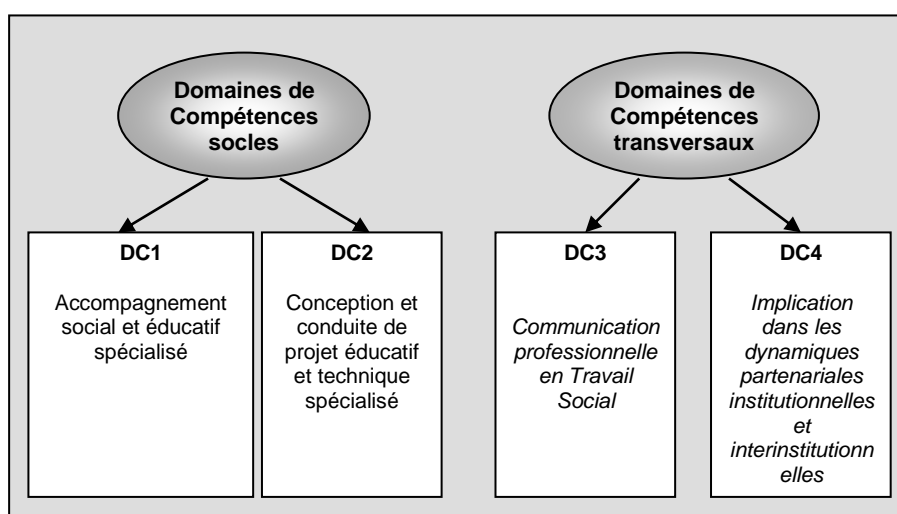 Domaines de
Compétences
socles
Domaines de
Compétences
transversaux
DC1
Accompagnement
social et éducatif
spécialisé
DC2
Conception et
conduite de
projet éducatif
et technique
spécialisé
DC3
Communication
professionnelle
en Travail
Social
DC4
Implication
dans les
dynamiques
partenariales
institutionnelles
et
interinstitutionn
elles